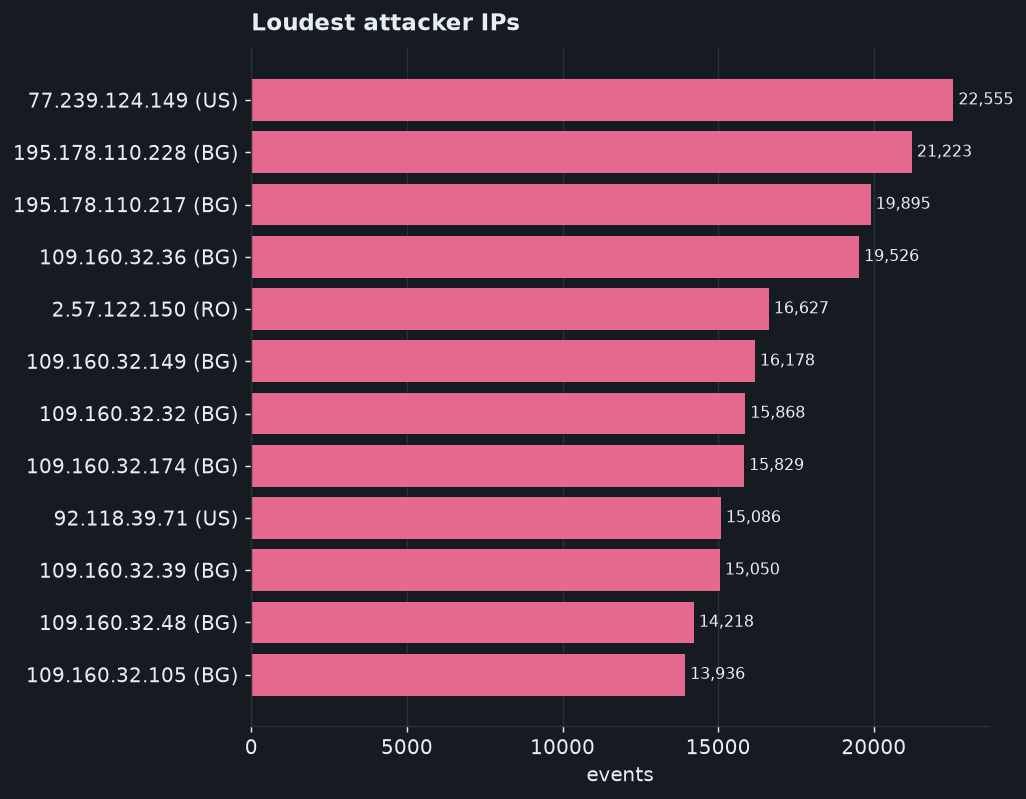 Loudest attacker IPs
77.239.124.149 (US) 22,555
195.178.110.228 (BG) 21,223
195.178.110.217 (BG) 19,895
109.160.32.36 (BG) 19,526
2.57.122.150 (RO) 16,627
109.160.32.149 (BG) 16,178
109.160.32.32 (BG) 15,868
109.160.32.174 (BG) 15,829
92.118.39.71 (US) 15,086
109.160.32.39 (BG) 15,050
109.160.32.48 (BG) 14,218
109.160.32.105 (BG) 13,936
0 5000 10000 15000 20000
events